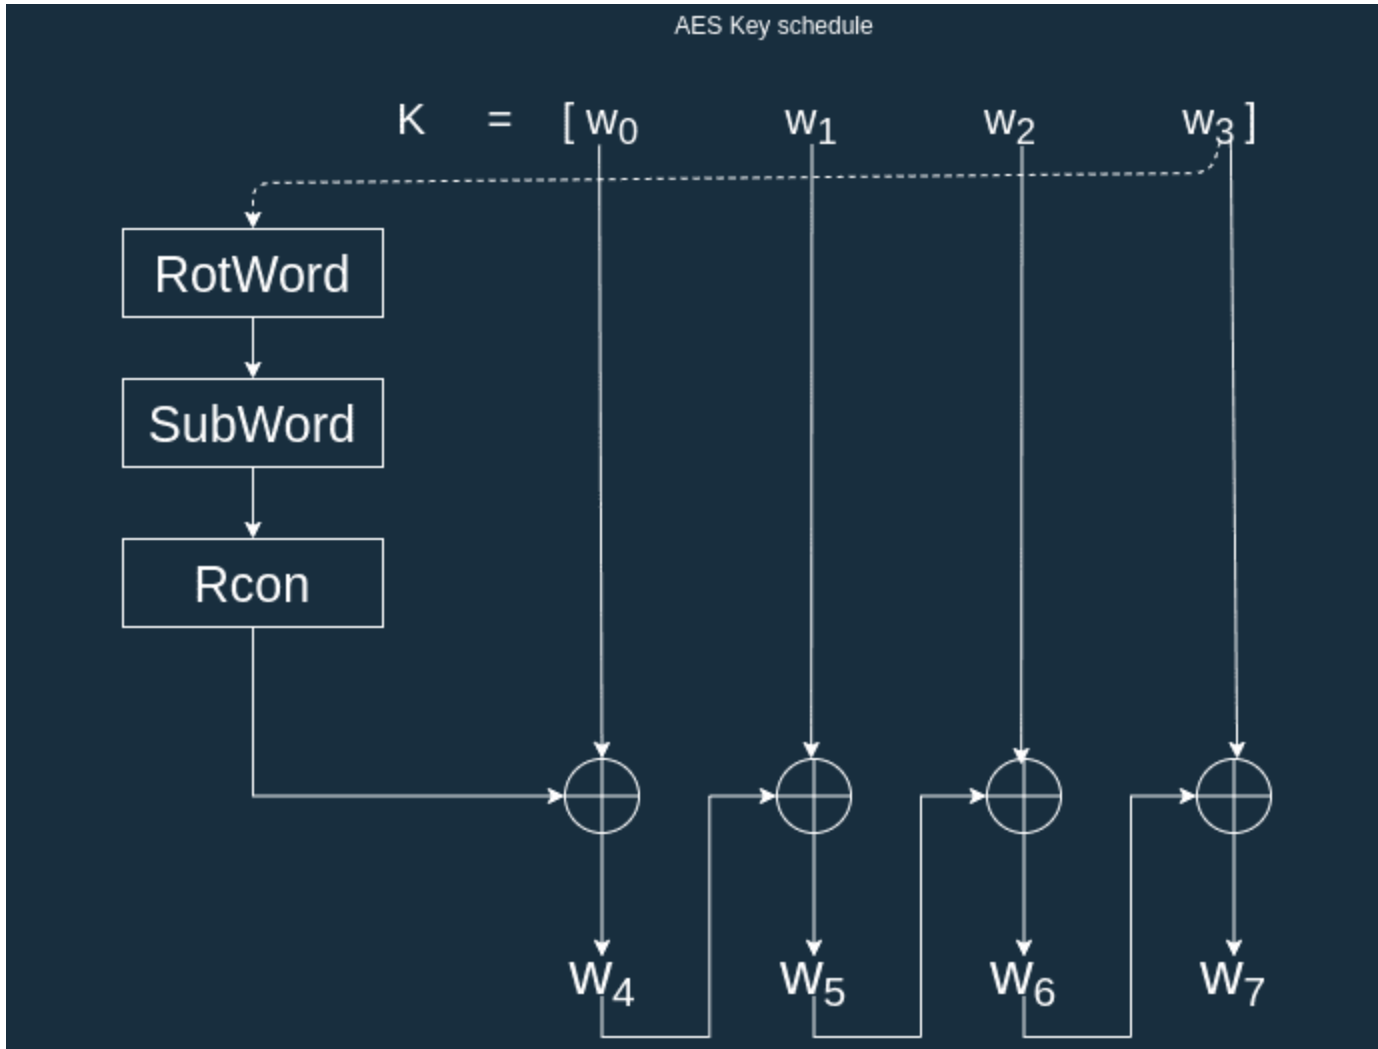 AES Key schedule
K = [ w₀ w₁ w₂ w₃ ]
RotWord
SubWord
Rcon
w₄ w₅ w₆ w₇